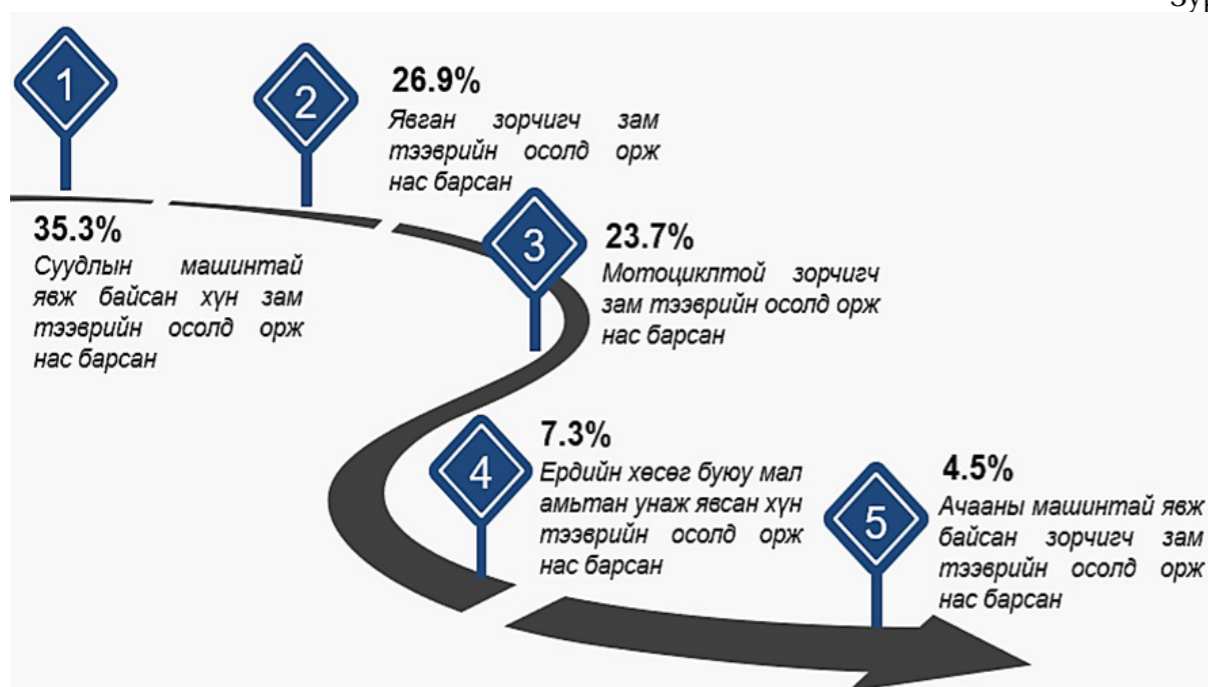 1
35.3%
Суудлын машинтай
явж байсан хүн зам
тээврийн осолд орж
нас барсан
2
26.9%
Явган зорчигч зам
тээврийн осолд орж
нас барсан
3
23.7%
Мотоциклтой зорчигч
зам тээврийн осолд орж
нас барсан
4
7.3%
Ердийн хөсөг буюу мал
амьтан унаж явсан хүн
тээврийн осолд орж
нас барсан
5
4.5%
Ачааны машинтай явж
байсан зорчигч зам
тээврийн осолд орж
нас барсан